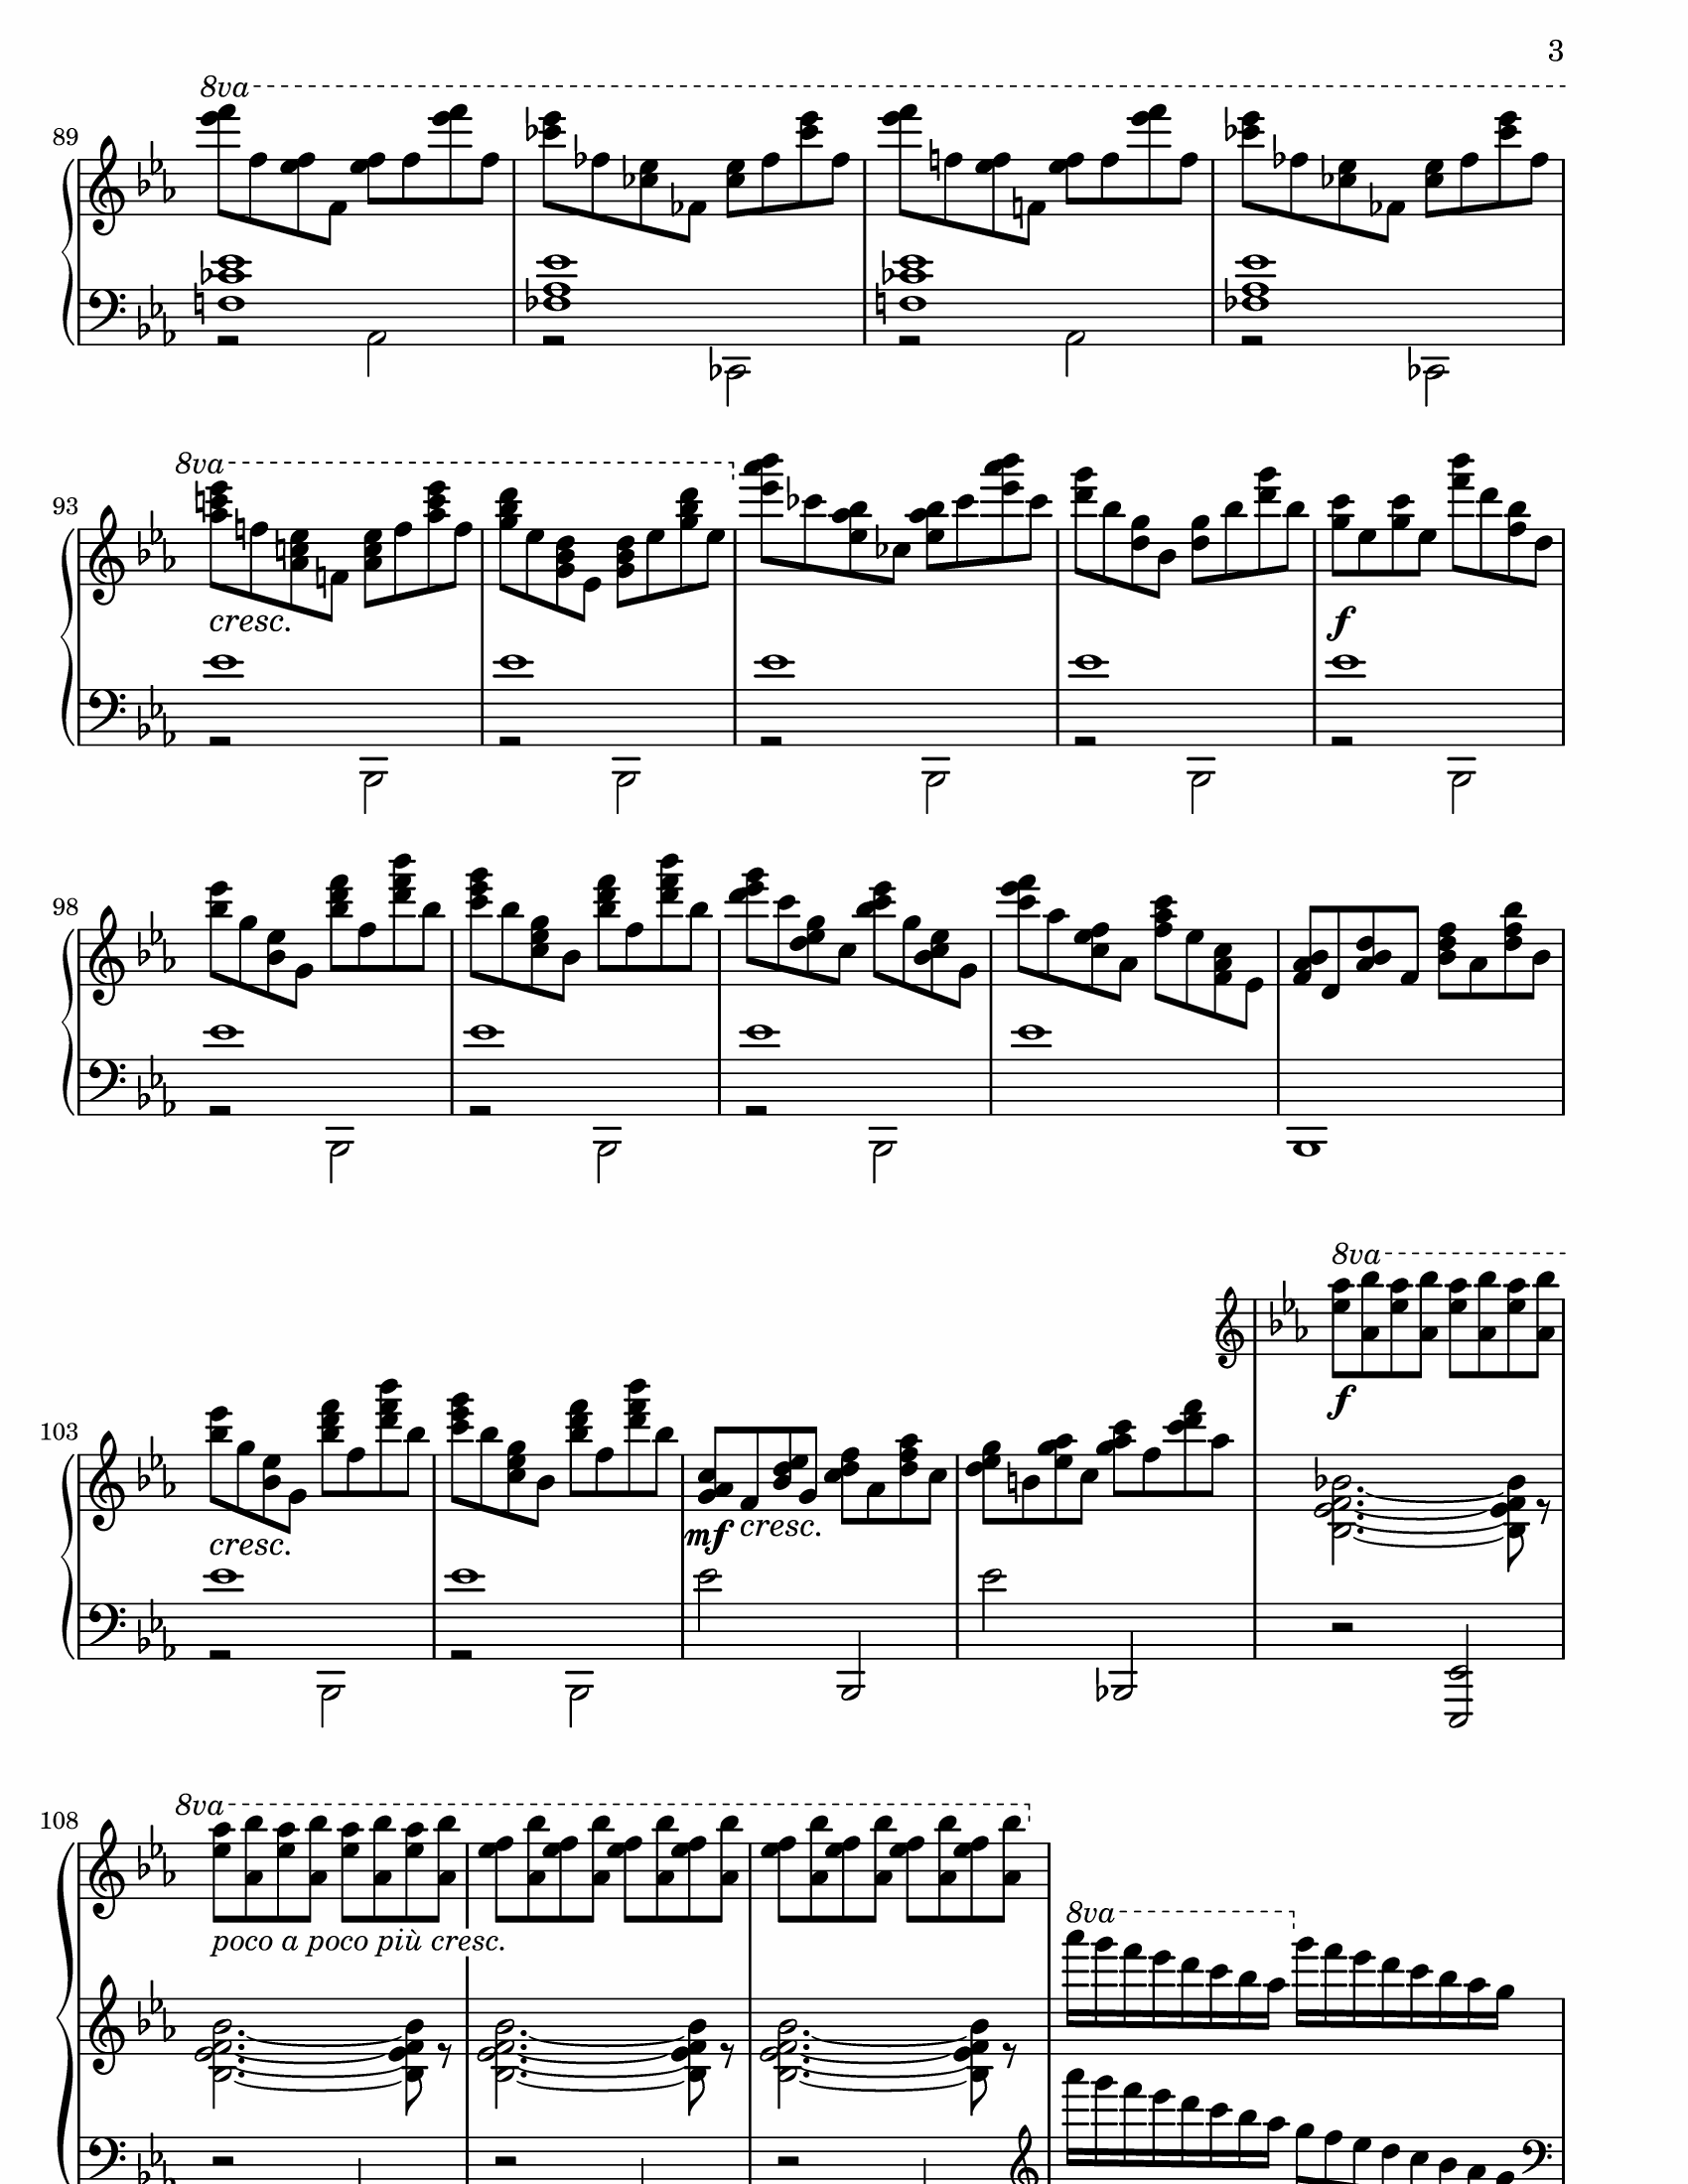 3
8va
89
8va
93
cresc.
f
98
8va
f
103
cresc.
mf cresc.
8va
108
poco a poco più cresc.
8va